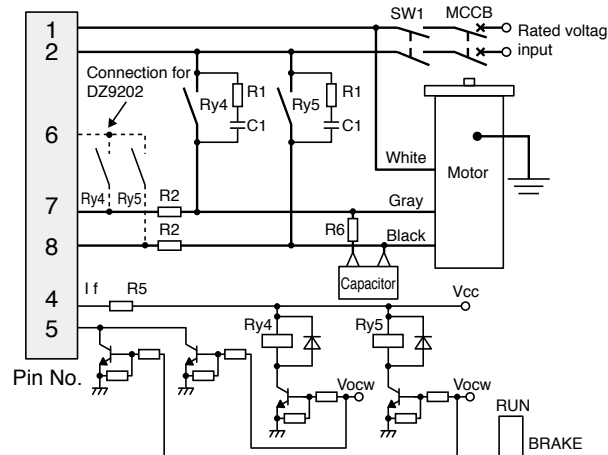 SW1 MCCB
1
2
Rated voltag
input
Connection for
DZ9202
Ry4 R1 Ry5 R1
C1 C1
6
White
Motor
Ry4 Ry5 R2
7
Gray
R2 R6 Black
8
Capacitor
4 I f R5 Vcc
5
Ry4 Ry5
Pin No.
Vocw Vocw
RUN
BRAKE